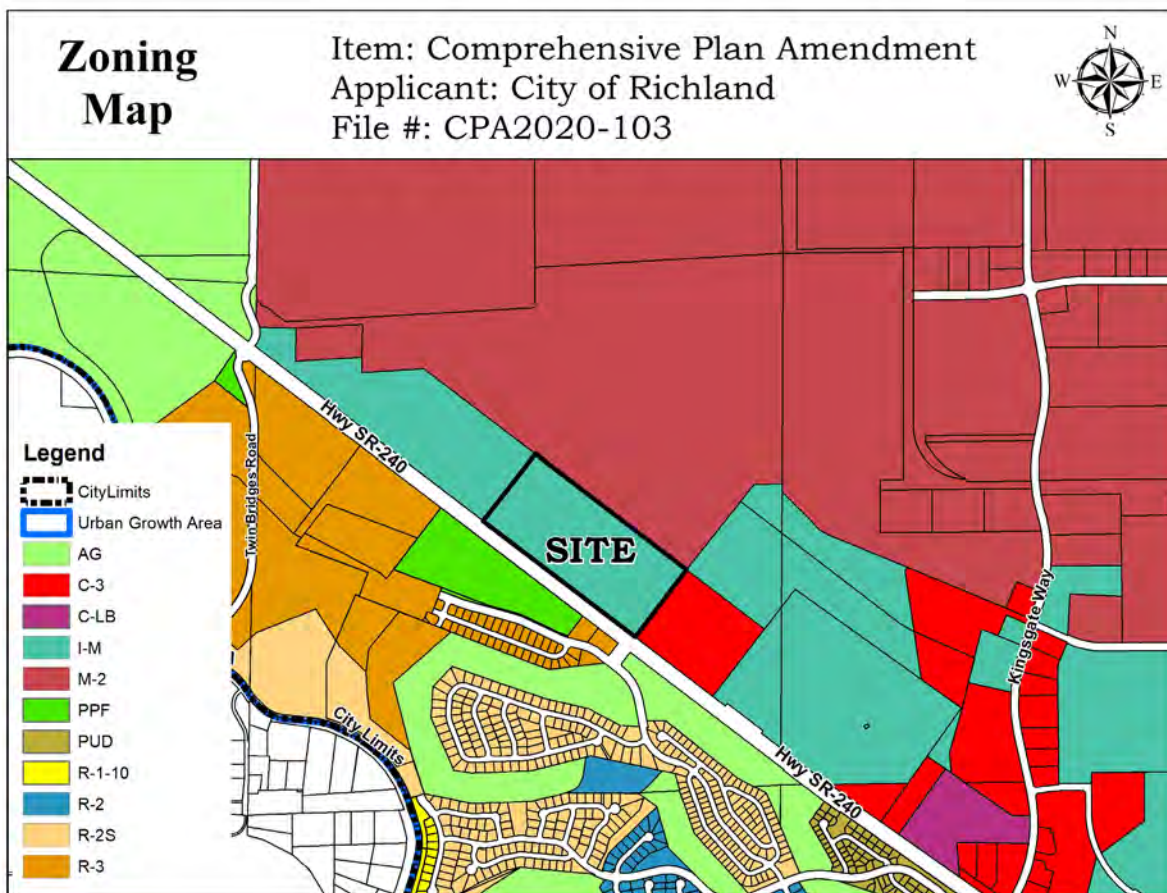 Zoning
Map
Item: Comprehensive Plan Amendment
Applicant: City of Richland
File #: CPA2020-103
N
W
E
S
Hwy SR-240
Twin Bridges Road
SITE
Kingsgate Way
City Limits
Hwy SR-240
Legend
CityLimits
Urban Growth Area
AG
C-3
C-LB
I-M
M-2
PPF
PUD
R-1-10
R-2
R-2S
R-3